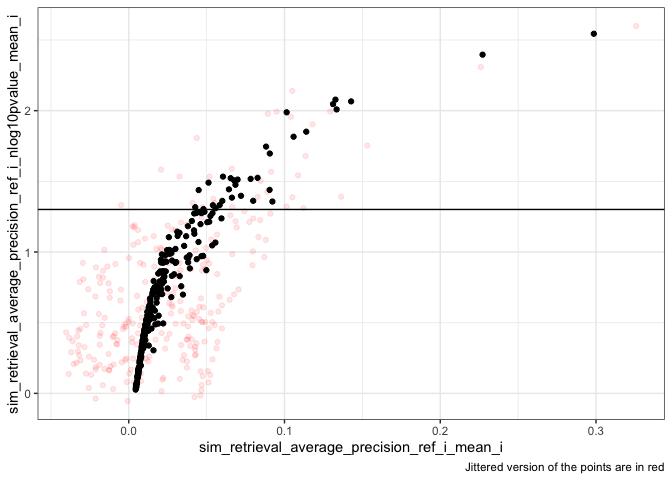 sim_retrieval_average_precision_ref_i_nlog10pvalue_mean_i
2
1
0
0.0
0.1
0.2
0.3
sim_retrieval_average_precision_ref_i_mean_i
Jittered version of the points are in red